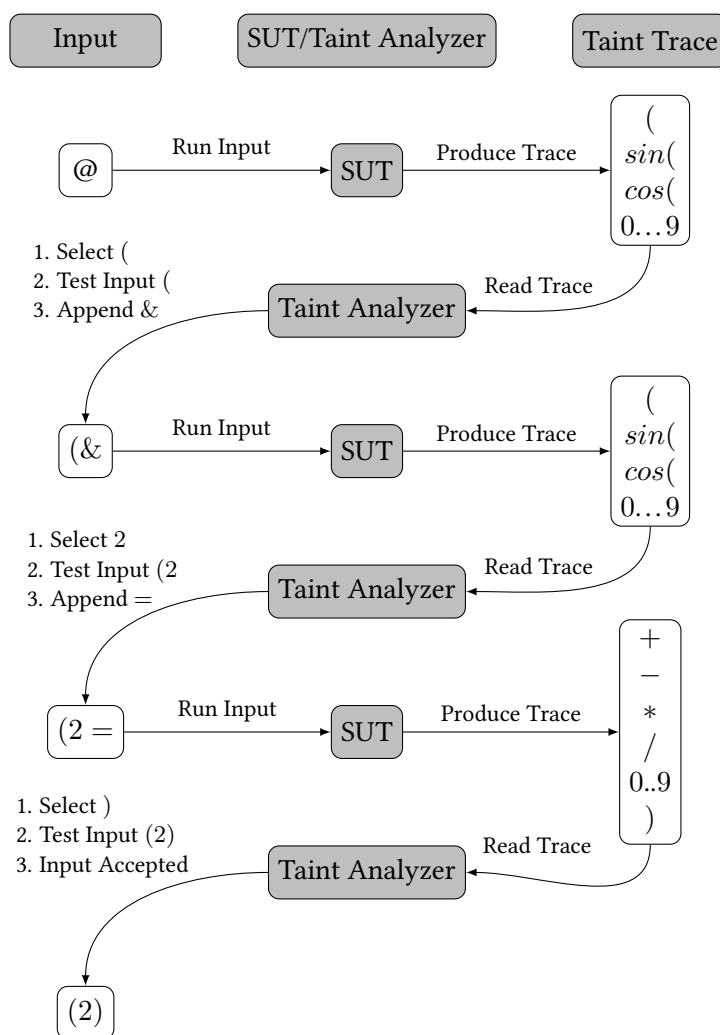 Input
SUT/Taint Analyzer
Taint Trace
@
Run Input
SUT
Produce Trace
(
sin(
cos(
0...9
1. Select (
2. Test Input (
3. Append &
Taint Analyzer
Read Trace
(&
Run Input
SUT
Produce Trace
(
sin(
cos(
0...9
1. Select 2
2. Test Input (2
3. Append =
Taint Analyzer
Read Trace
(2 =
Run Input
SUT
Produce Trace
+
−
*
/
0..9
)
1. Select )
2. Test Input (2)
3. Input Accepted
Taint Analyzer
Read Trace
(2)